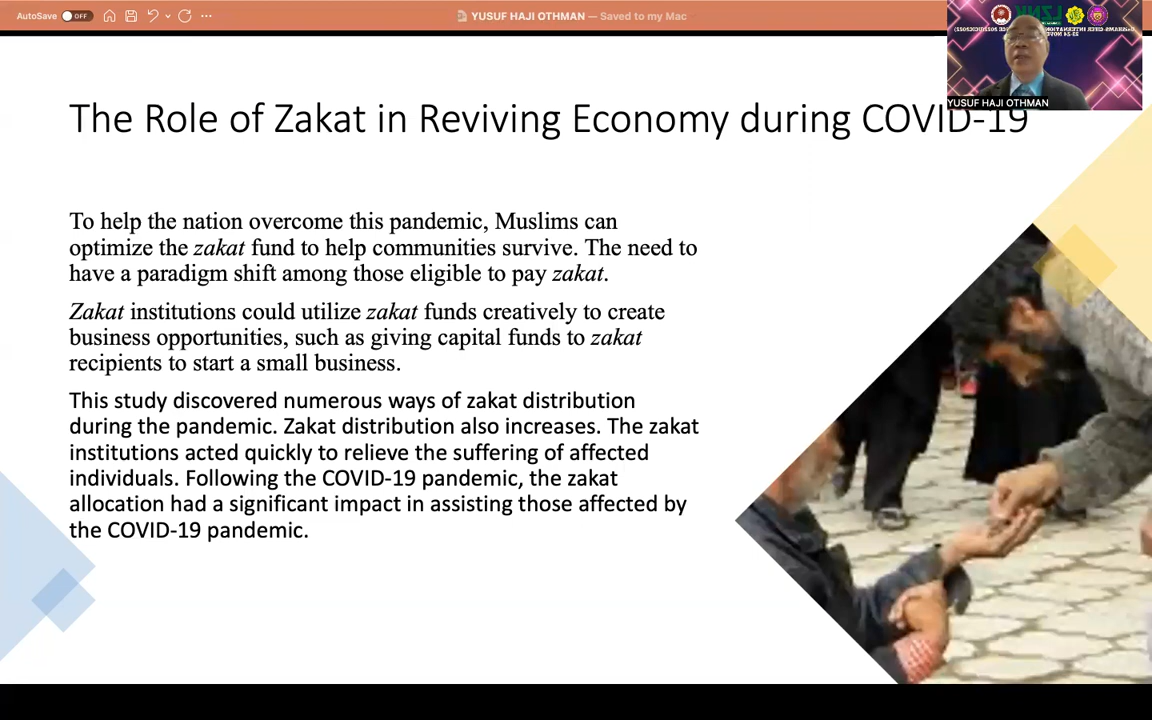 AutoSave OFF
YUSUF HAJI OTHMAN — Saved to my Mac
YUSUF HAJI OTHMAN
The Role of Zakat in Reviving Economy during COVID-19
To help the nation overcome this pandemic, Muslims can
optimize the zakat fund to help communities survive. The need to
have a paradigm shift among those eligible to pay zakat.
Zakat institutions could utilize zakat funds creatively to create
business opportunities, such as giving capital funds to zakat
recipients to start a small business.
This study discovered numerous ways of zakat distribution
during the pandemic. Zakat distribution also increases. The zakat
institutions acted quickly to relieve the suffering of affected
individuals. Following the COVID-19 pandemic, the zakat
allocation had a significant impact in assisting those affected by
the COVID-19 pandemic.